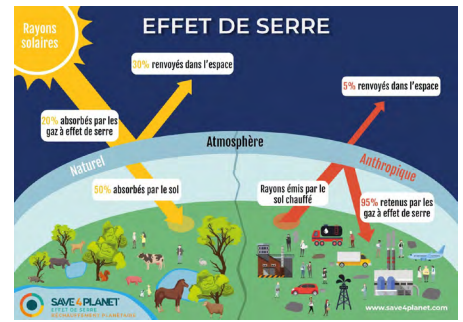 EFFET DE SERRE
Rayons
solaires
30% renvoyés dans l'espace
5% renvoyés dans l'espace
20% absorbés par les
gaz à effet de serre
Atmosphère
Naturel
Anthropique
50% absorbés par le sol
Rayons émis par le
sol chauffé
95% retenus par les
gaz à effet de serre
SAVE4PLANET
EFFET DE SERRE
RÉCHAUFFEMENT PLANÉTAIRE
www.save4planet.com